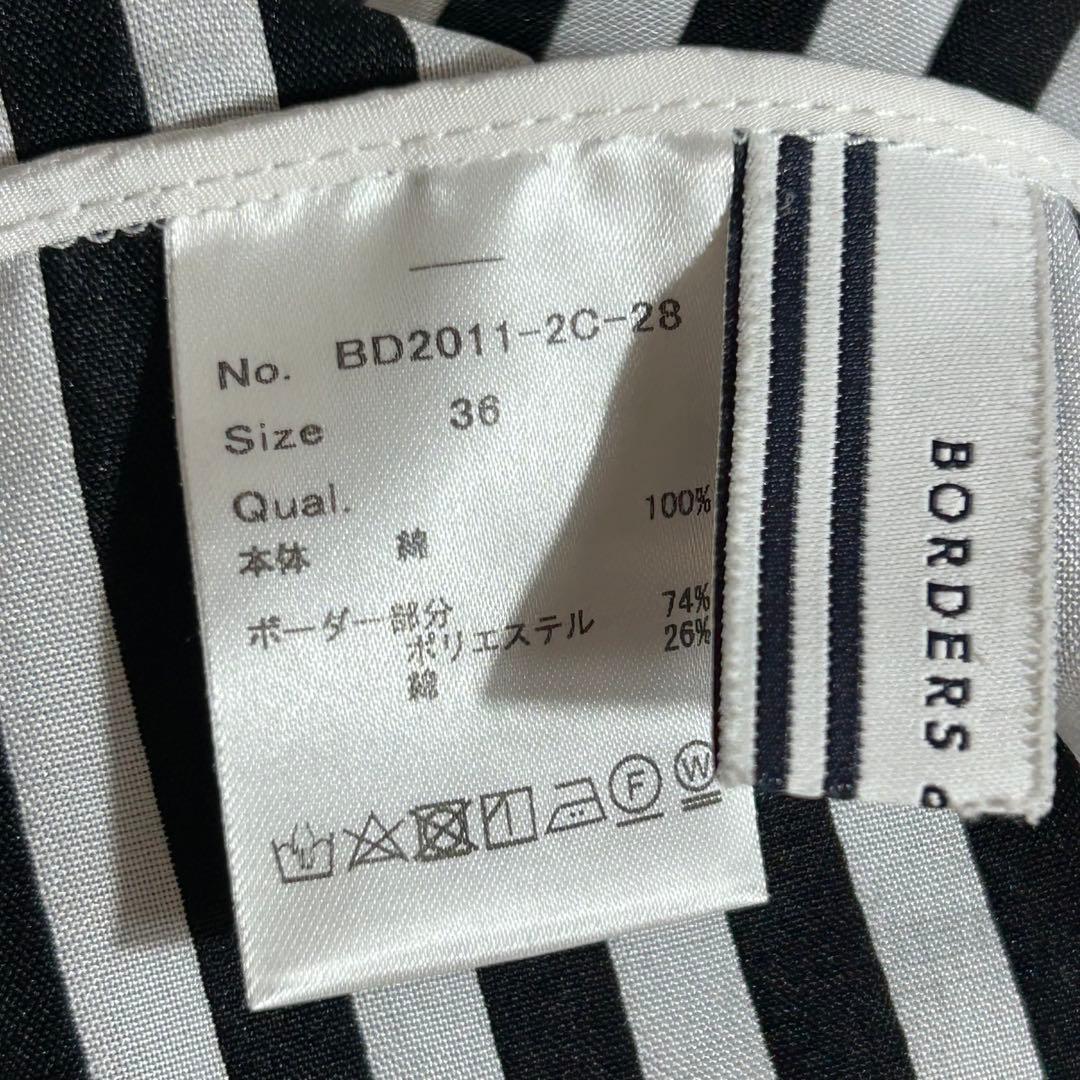 No. BD2011-2C-28
Size 36
Qual.
本体 綿 100%
ボーダー部分
ポリエステル 74%
綿 26%
F
W
BORDERS